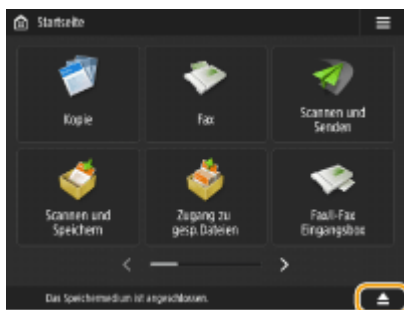 Startseite
Kopie
Fax
Scannen und
Senden
Scannen und
Speichern
Zugang zu
gesp.Dateien
Fax/I-Fax
Eingangsbox
Das Speichermedium ist angeschlossen.